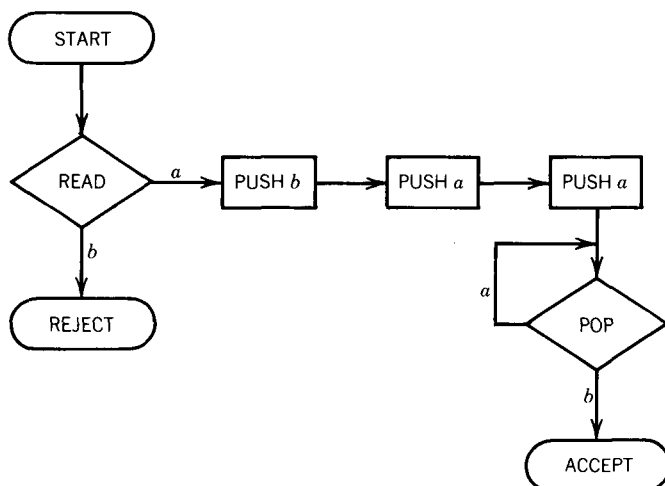 START
READ
a
PUSH b
PUSH a
PUSH a
b
a
REJECT
POP
b
ACCEPT